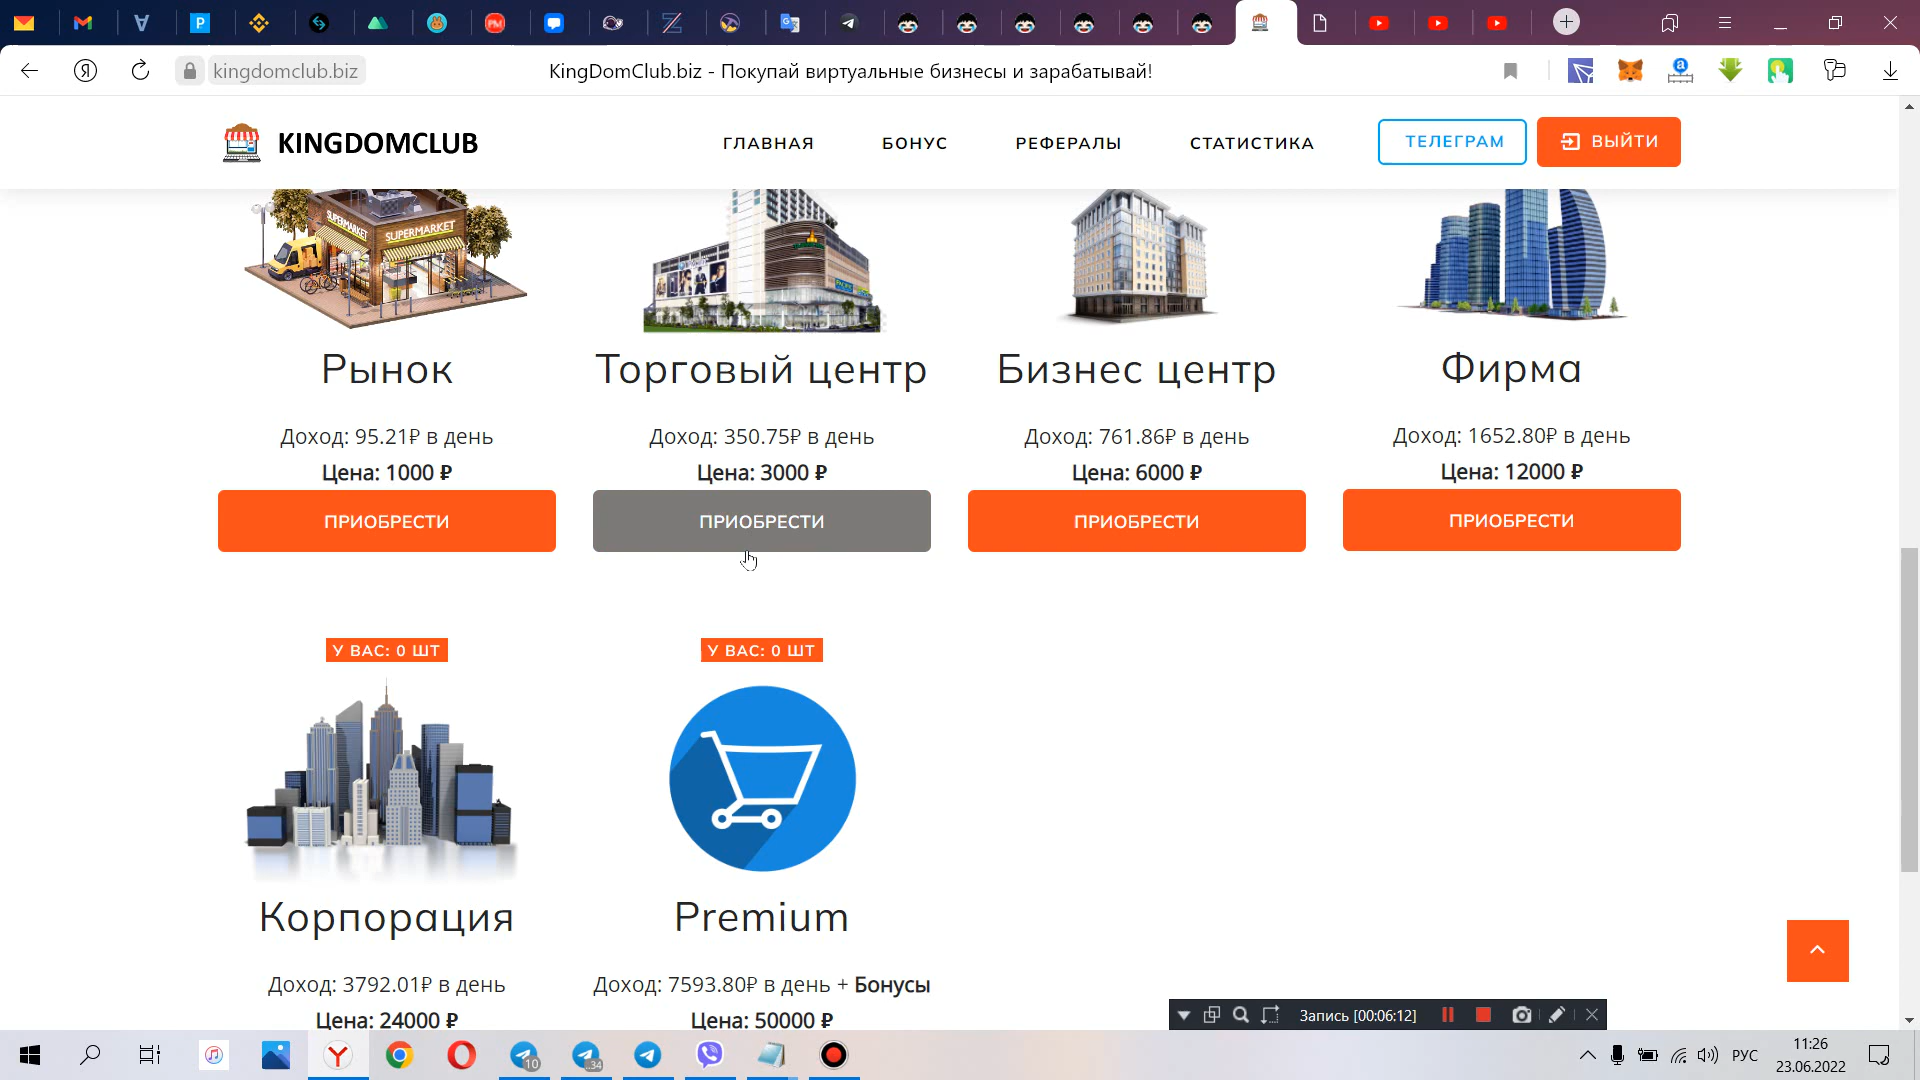 kingdomclub.biz
KingDomClub.biz - Покупай виртуальные бизнесы и зарабатывай!
KINGDOMCLUB
ГЛАВНАЯ
БОНУС
РЕФЕРАЛЫ
СТАТИСТИКА
ТЕЛЕГРАМ
ВЫЙТИ
SUPERMARKET
SUPERMARKET
Рынок
Торговый центр
Бизнес центр
Фирма
Доход: 95.21₽ в день
Доход: 350.75₽ в день
Доход: 761.86₽ в день
Доход: 1652.80₽ в день
Цена: 1000 ₽
Цена: 3000 ₽
Цена: 6000 ₽
Цена: 12000 ₽
ПРИОБРЕСТИ
ПРИОБРЕСТИ
ПРИОБРЕСТИ
ПРИОБРЕСТИ
У ВАС: 0 ШТ
У ВАС: 0 ШТ
Корпорация
Premium
Доход: 3792.01₽ в день
Доход: 7593.80₽ в день + Бонусы
Цена: 24000 ₽
Цена: 50000 ₽
Запись [00:06:12]
10
34
РУС
11:26
23.06.2022